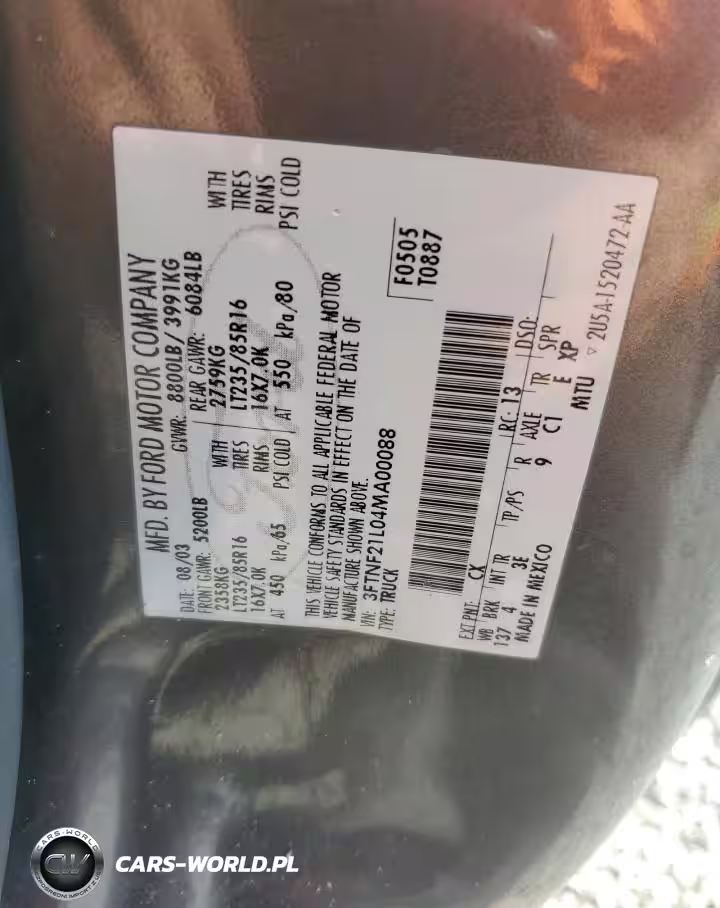 MFD. BY FORD MOTOR COMPANY
DATE: 08/03 GVWR: 8800LB / 3991KG
FRONT GAWR: 5200LB REAR GAWR: 6084LB
2358KG WITH 2759KG WITH
LT235/85R16 TIRES LT235/85R16 TIRES
16X7.0K RIMS 16X7.0K RIMS
AT 450 kPa/65 PSI COLD AT 550 kPa/80 PSI COLD
THIS VEHICLE CONFORMS TO ALL APPLICABLE FEDERAL MOTOR
VEHICLE SAFETY STANDARDS IN EFFECT ON THE DATE OF
MANUFACTURE SHOWN ABOVE.
VIN: 3FTNF21L04MA00088
TYPE: TRUCK
F0505
T0887
EXT PNT: CX RC: 13 DSO:
WB BRK INT TR TP/PS R AXLE TR SPR
137 4 3E 9 C1 E XP
MADE IN MEXICO MTU
▽ 2U5A-1520472-AA
CARS-WORLD
CW
CARS-WORLD.PL